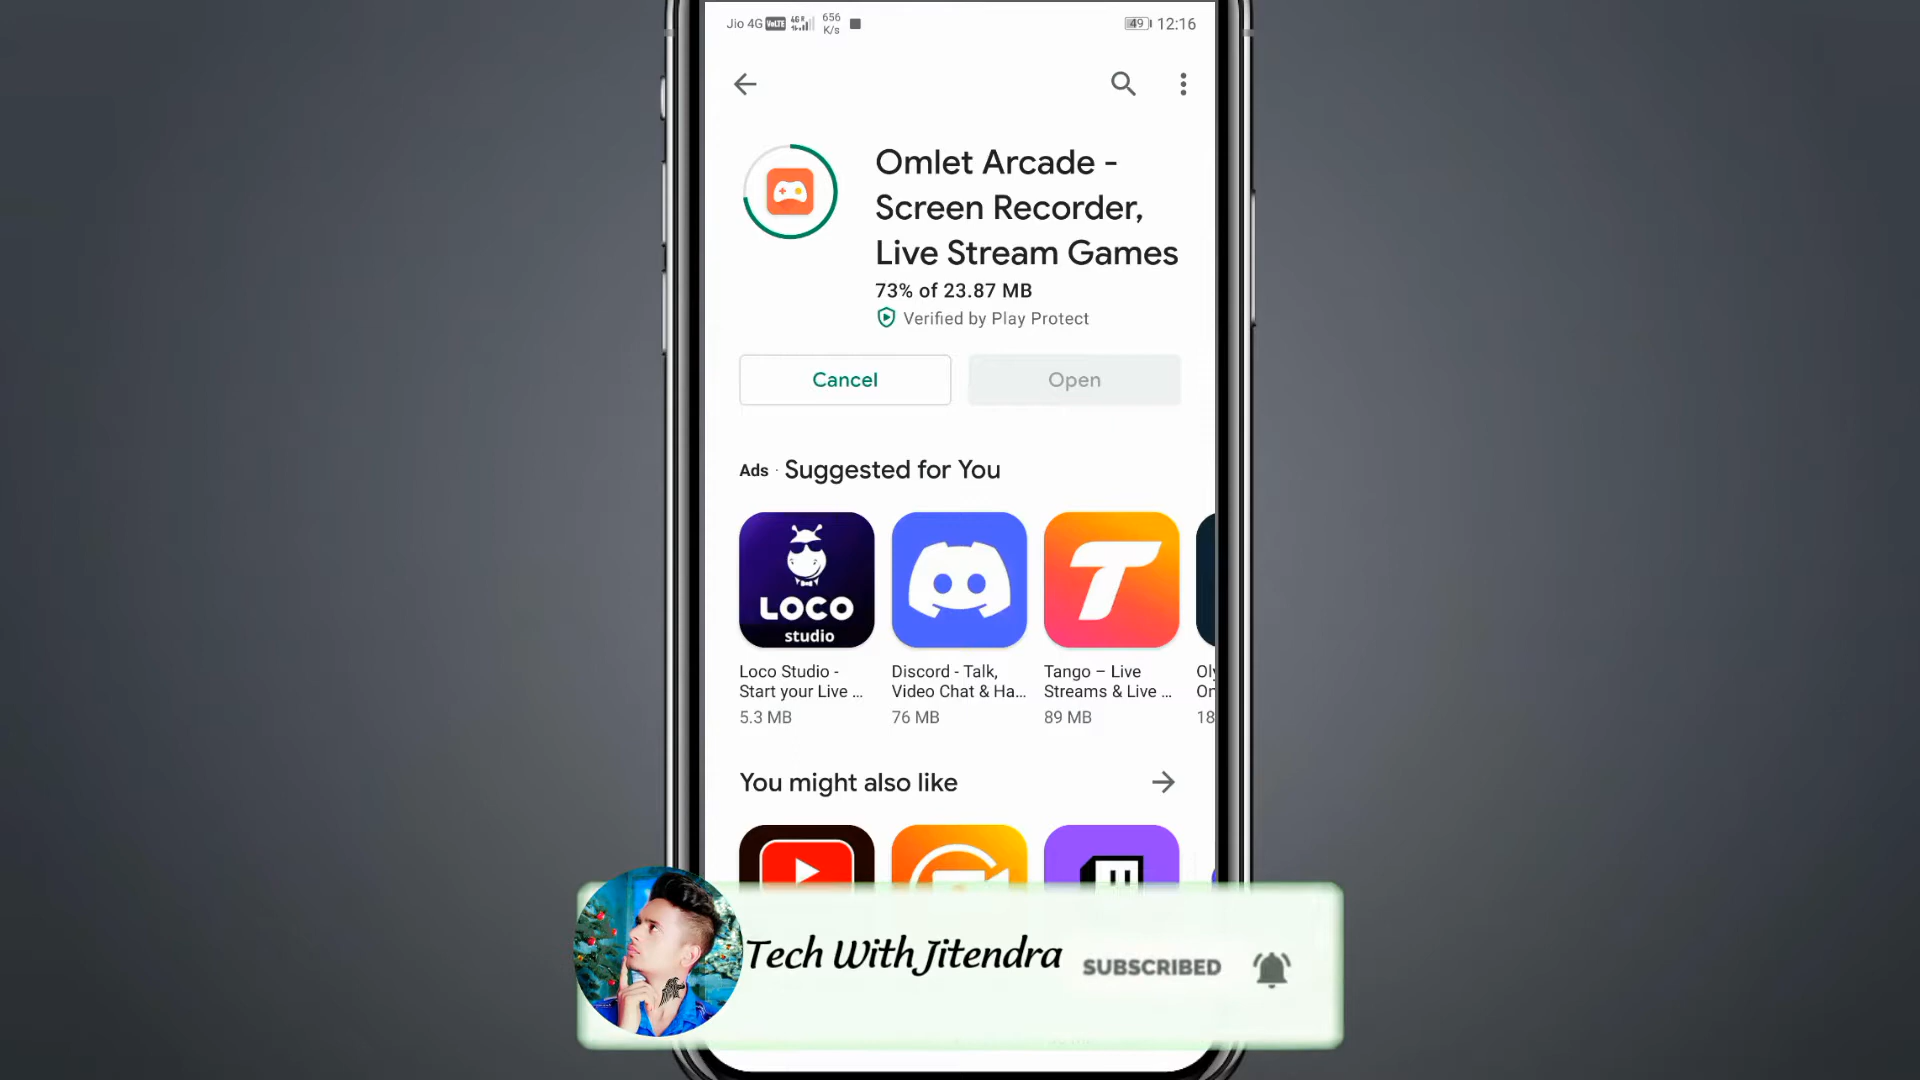 Jio 4G VoLTE 4G 656 K/s 49 12:16
Omlet Arcade -
Screen Recorder,
Live Stream Games
73% of 23.87 MB
Verified by Play Protect
Cancel Open
Ads · Suggested for You
LOCO
studio
T
Loco Studio -
Start your Live ...
5.3 MB
Discord - Talk,
Video Chat & Ha...
76 MB
Tango – Live
Streams & Live ...
89 MB
Oly
On
18
You might also like
Tech With Jitendra
SUBSCRIBED